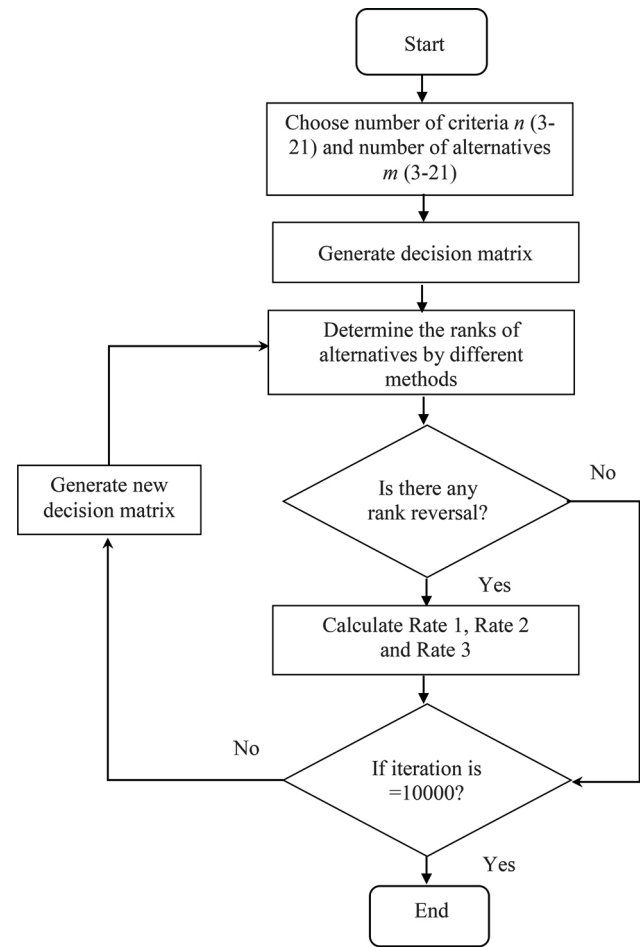 Start
Choose number of criteria n (3-
21) and number of alternatives
m (3-21)
Generate decision matrix
Determine the ranks of
alternatives by different
methods
Generate new
decision matrix
Is there any
rank reversal?
No
Yes
Calculate Rate 1, Rate 2
and Rate 3
No
If iteration is
=10000?
Yes
End